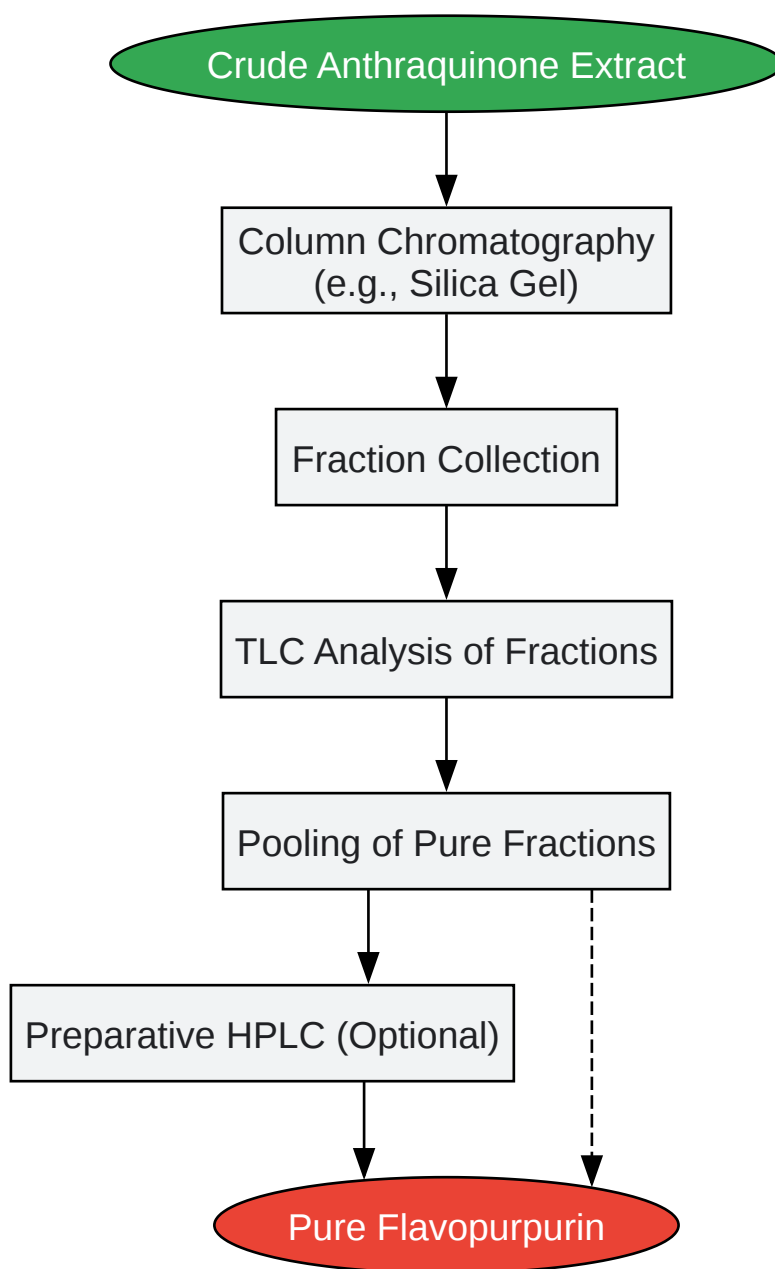 Crude Anthraquinone Extract
Column Chromatography
(e.g., Silica Gel)
Fraction Collection
TLC Analysis of Fractions
Pooling of Pure Fractions
Preparative HPLC (Optional)
Pure Flavopurpurin